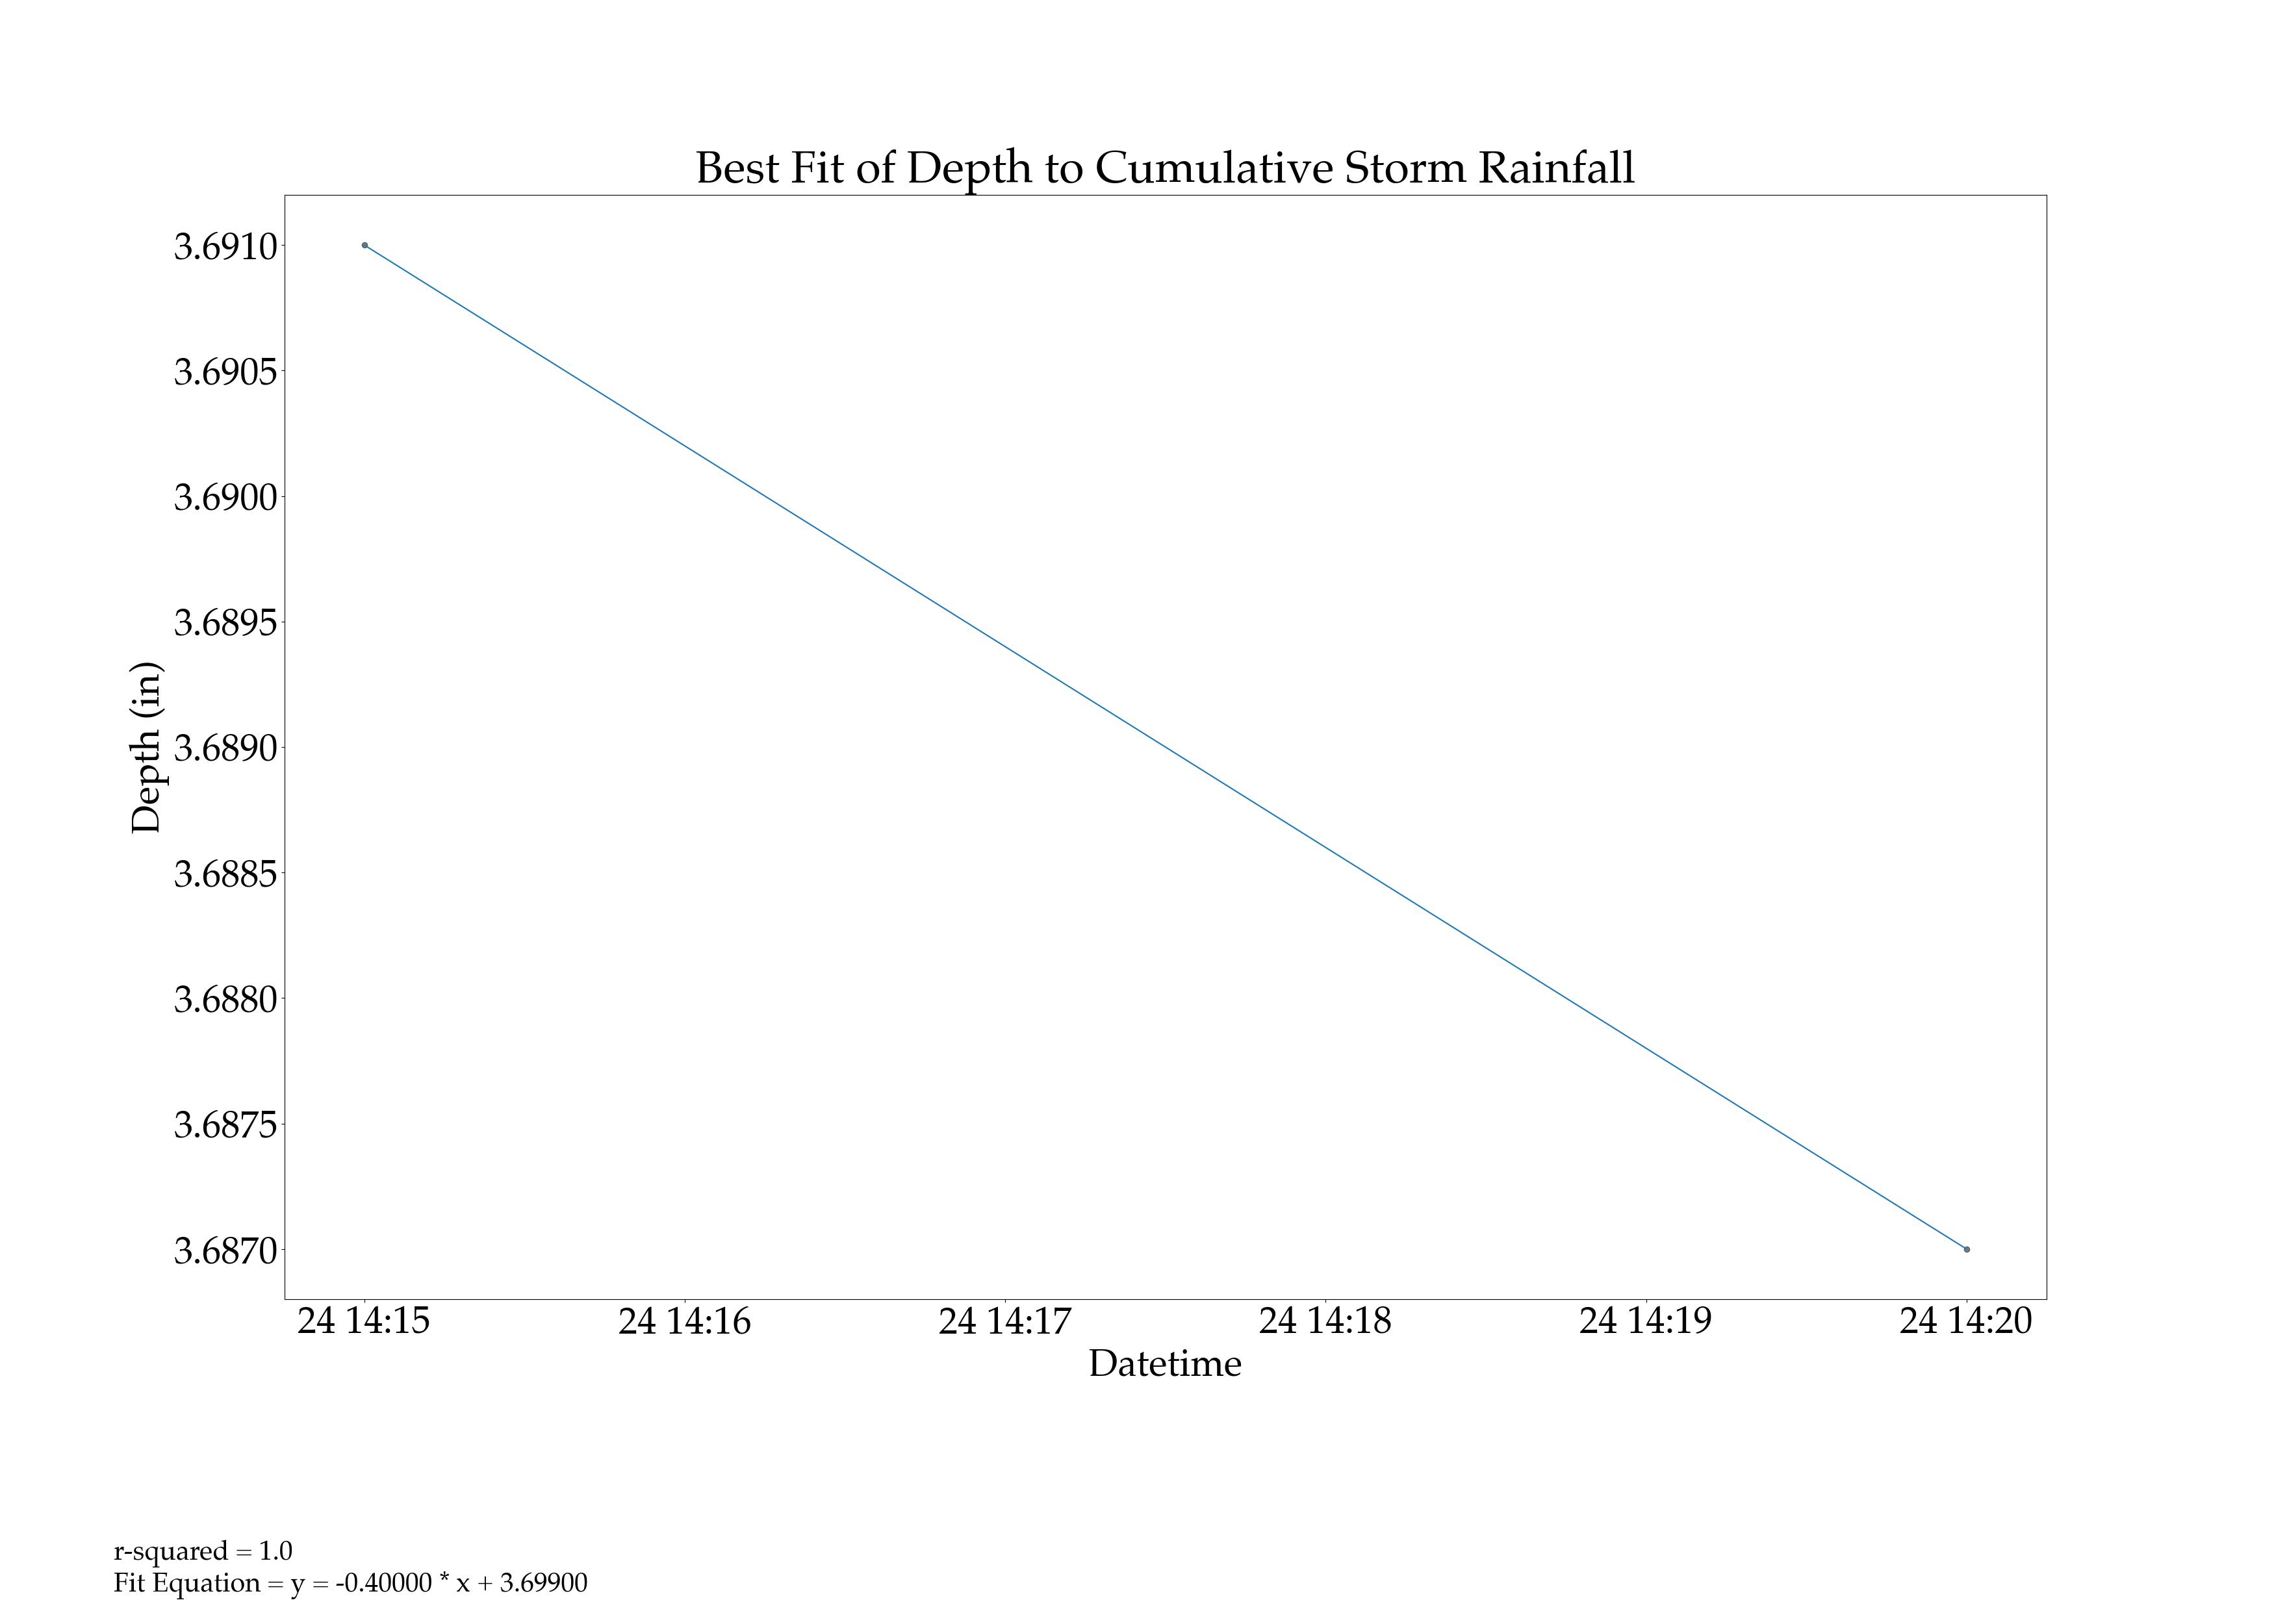 Best Fit of Depth to Cumulative Storm Rainfall
3.6910
3.6905
3.6900
3.6895
3.6890
3.6885
3.6880
3.6875
3.6870
Depth (in)
24 14:15 24 14:16 24 14:17 24 14:18 24 14:19 24 14:20
Datetime
r-squared = 1.0
Fit Equation = y = -0.40000 * x + 3.69900